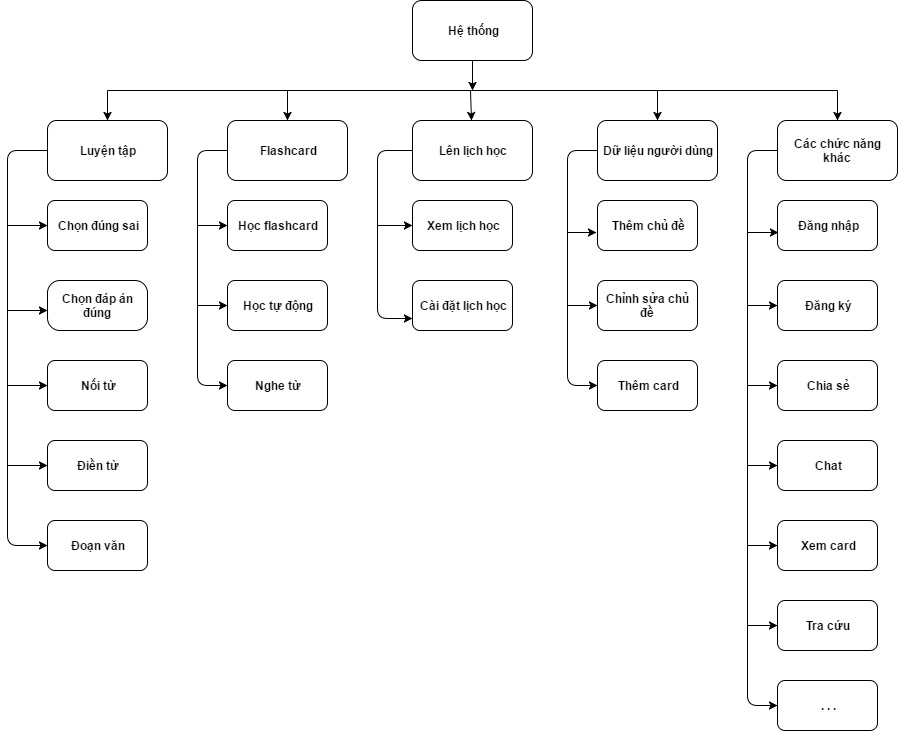 Hệ thống
Luyện tập
Chọn đúng sai
Chọn đáp án
đúng
Nối từ
Điền từ
Đoạn văn
Flashcard
Học flashcard
Học tự động
Nghe từ
Lên lịch học
Xem lịch học
Cài đặt lịch học
Dữ liệu người dùng
Thêm chủ đề
Chỉnh sửa chủ
đề
Thêm card
Các chức năng
khác
Đăng nhập
Đăng ký
Chia sẻ
Chat
Xem card
Tra cứu
. . .